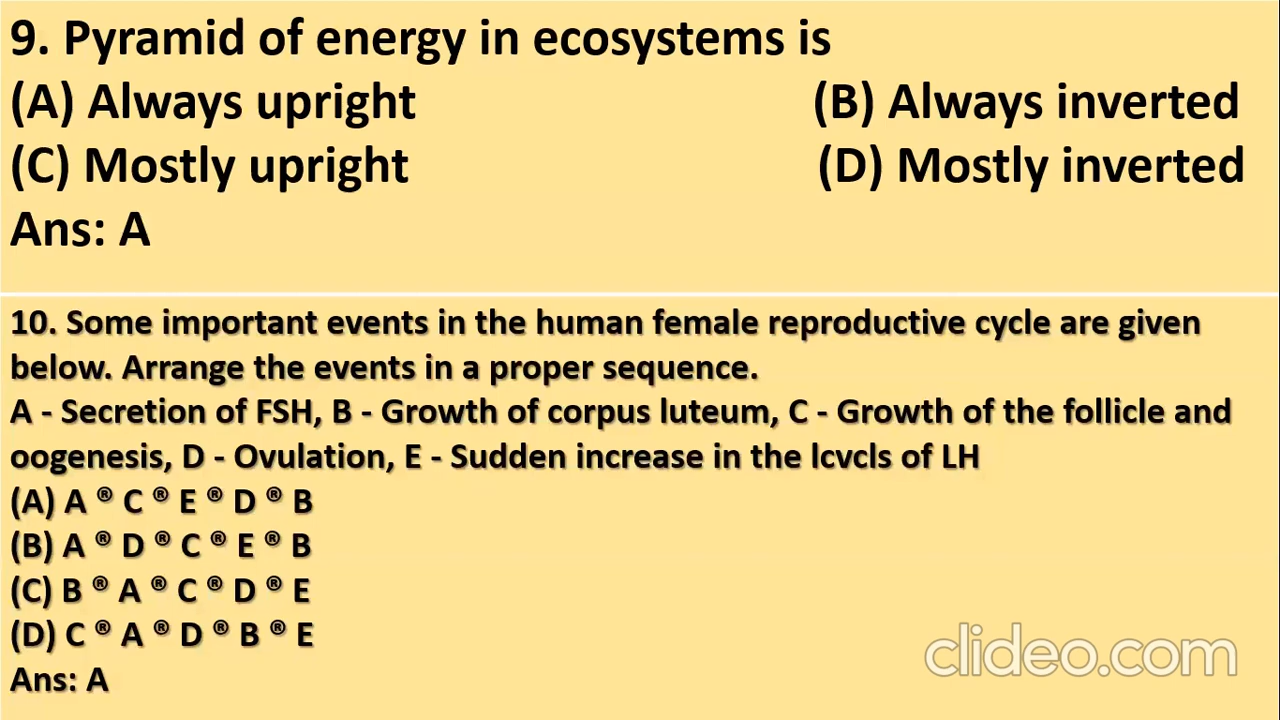 9. Pyramid of energy in ecosystems is
(A) Always upright (B) Always inverted
(C) Mostly upright (D) Mostly inverted
Ans: A
10. Some important events in the human female reproductive cycle are given
below. Arrange the events in a proper sequence.
A - Secretion of FSH, B - Growth of corpus luteum, C - Growth of the follicle and
oogenesis, D - Ovulation, E - Sudden increase in the lcvcls of LH
(A) A ® C ® E ® D ® B
(B) A ® D ® C ® E ® B
(C) B ® A ® C ® D ® E
(D) C ® A ® D ® B ® E
Ans: A
clideo.com